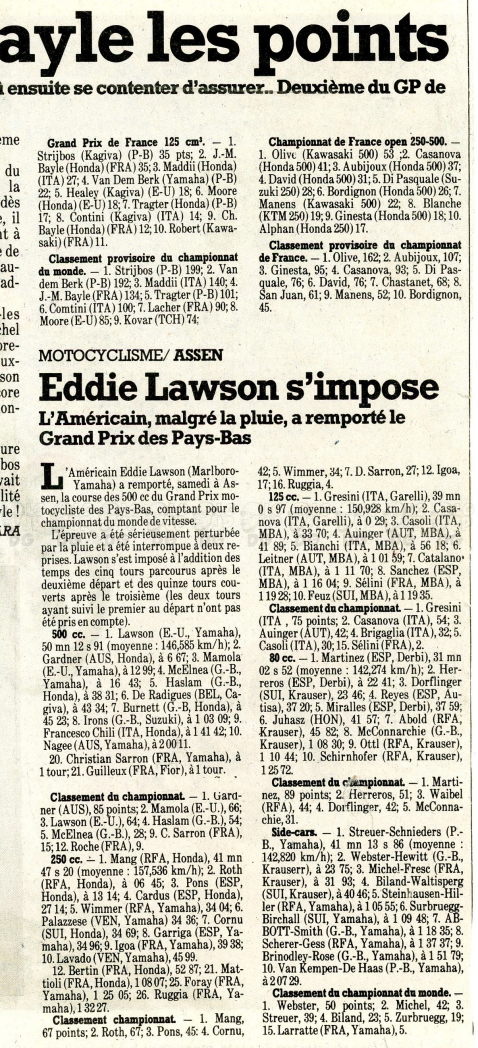 ayle les points
ensuite se contenter d'assurer.. Deuxième du GP de
ème
du
la
dès
e, il
nt à
e de
au-
ad-
-les
chel
ore-
ux-
son
core
on-
ure
bos
vait
lité
yle !
ARA
Grand Prix de France 125 cm³. — 1.
Strijbos (Kagiva) (P-B) 35 pts; 2. J.-M.
Bayle (Honda) (FRA) 35; 3. Maddii (Honda)
(ITA) 27; 4. Van Dem Berk (Yamaha) (P-B)
22; 5. Healey (Kagiva) (E-U) 18; 6. Moore
(Honda) (E-U) 18; 7. Tragter (Honda) (P-B)
17; 8. Contini (Kagiva) (ITA) 14; 9. Ch.
Bayle (Honda) (FRA) 12; 10. Robert (Kawa-
saki) (FRA) 11.
Classement provisoire du championnat
du monde. — 1. Strijbos (P-B) 199; 2. Van
dem Berk (P-B) 192; 3. Maddii (ITA) 140; 4.
J.-M. Bayle (FRA) 134; 5. Tragter (P-B) 101;
6. Comtini (ITA) 100; 7. Lacher (FRA) 90; 8.
Moore (E-U) 85; 9. Kovar (TCH) 74;
Championnat de France open 250-500. —
1. Olive (Kawasaki 500) 53 ;2. Casanova
(Honda 500) 41; 3. Aubijoux (Honda 500) 37;
4. David (Honda 500) 31; 5. Di Pasquale (Su-
zuki 250) 28; 6. Bordignon (Honda 500) 26; 7.
Manens (Kawasaki 500) 22; 8. Blanche
(KTM 250) 19; 9. Ginesta (Honda 500) 18; 10.
Alphan (Honda 250) 17.
Classement provisoire du championnat
de France. — 1. Olive, 162; 2. Aubijoux, 107;
3. Ginesta, 95; 4. Casanova, 93; 5. Di Pas-
quale, 76; 6. David, 76; 7. Chastanet, 68; 8.
San Juan, 61; 9. Manens, 52; 10. Bordignon,
45.
MOTOCYCLISME/ ASSEN
Eddie Lawson s'impose
L'Américain, malgré la pluie, a remporté le
Grand Prix des Pays-Bas
L'Américain Eddie Lawson (Marlboro-
Yamaha) a remporté, samedi à As-
sen, la course des 500 cc du Grand Prix mo-
tocycliste des Pays-Bas, comptant pour le
championnat du monde de vitesse.
L'épreuve a été sérieusement perturbée
par la pluie et a été interrompue à deux re-
prises. Lawson s'est imposé à l'addition des
temps des cinq tours parcourus après le
deuxième départ et des quinze tours cou-
verts après le troisième (les deux tours
ayant suivi le premier au départ n'ont pas
été pris en compte).
500 cc. — 1. Lawson (E.-U., Yamaha),
50 mn 12 s 91 (moyenne : 146,585 km/h); 2.
Gardner (AUS, Honda), à 6 67; 3. Mamola
(E.-U., Yamaha), à 12 99; 4. McElnea (G.-B.,
Yamaha), à 16 43; 5. Haslam (G.-B.,
Honda), à 38 31; 6. De Radigues (BEL, Ca-
giva), à 43 34; 7. Burnett (G.-B, Honda), à
45 23; 8. Irons (G.-B., Suzuki), à 1 03 09; 9.
Francesco Chili (ITA, Honda), à 1 41 42; 10.
Nagee (AUS, Yamaha), à 2 00 11.
20. Christian Sarron (FRA, Yamaha), à
1 tour; 21. Guilleux (FRA, Fior), à 1 tour.
Classement du championnat. — 1. Gard-
ner (AUS), 85 points; 2. Mamola (E.-U.), 66;
3. Lawson (E.-U.), 64; 4. Haslam (G.-B.), 54;
5. McElnea (G.-B.), 28; 9. C. Sarron (FRA),
15; 12. Roche (FRA), 9.
250 cc. — 1. Mang (RFA, Honda), 41 mn
47 s 20 (moyenne : 157,536 km/h); 2. Roth
(RFA, Honda), à 06 45; 3. Pons (ESP,
Honda), à 13 14; 4. Cardus (ESP, Honda),
27 14; 5. Wimmer (RFA, Yamaha), 34 04; 6.
Palazzese (VEN, Yamaha) 34 36; 7. Cornu
(SUI, Honda), 34 69; 8. Garriga (ESP, Ya-
maha), 34 96; 9. Igoa (FRA, Yamaha), 39 38;
10. Lavado (VEN, Yamaha), 45 99.
12. Bertin (FRA, Honda), 52 87; 21. Mat-
tioli (FRA, Honda), 1 08 07; 25. Foray (FRA,
Yamaha), 1 25 05; 26. Ruggia (FRA, Ya-
maha), 1 32 27.
Classement championnat. — 1. Mang,
67 points; 2. Roth, 67; 3. Pons, 45: 4. Cornu,
42; 5. Wimmer, 34; 7. D. Sarron, 27; 12. Igoa,
17; 16. Ruggia, 4.
125 cc. — 1. Gresini (ITA, Garelli), 39 mn
0 s 97 (moyenne : 150,928 km/h); 2. Casa-
nova (ITA, Garelli), à 0 29; 3. Casoli (ITA,
MBA), à 33 70; 4. Auinger (AUT, MBA), à
41 89; 5. Bianchi (ITA, MBA), à 56 18; 6.
Leitner (AUT, MBA), à 1 01 59; 7. Catalano
(ITA, MBA), à 1 11 70; 8. Sanchez (ESP,
MBA), à 1 16 04; 9. Sélini (FRA, MBA), à
1 19 28; 10. Feuz (SUI, MBA), à 1 19 35.
Classement du championnat. — 1. Gresini
(ITA , 75 points; 2. Casanova (ITA), 54; 3.
Auinger (AUT), 42; 4. Brigaglia (ITA), 32; 5.
Casoli (ITA), 30; 15. Sélini (FRA), 2.
80 cc. — 1. Martinez (ESP, Derbi), 31 mn
02 s 52 (moyenne : 142,274 km/h); 2. Her-
reros (ESP, Derbi), à 22 41; 3. Dorflinger
(SUI, Krauser), 23 46; 4. Reyes (ESP, Au-
tisa), 37 20; 5. Miralles (ESP, Derbi), 37 59;
6. Juhasz (HON), 41 57; 7. Abold (RFA,
Krauser), 45 82; 8. McConnarchie (G.-B.,
Krauser), 1 08 30; 9. Ottl (RFA, Krauser),
1 10 44; 10. Schirnhofer (RFA, Krauser),
1 25 72.
Classement du championnat. — 1. Marti-
nez, 89 points; 2. Herreros, 51; 3. Waibel
(RFA), 44; 4. Dorflinger, 42; 5. McConna-
chie, 31.
Side-cars. — 1. Streuer-Schnieders (P.-
B., Yamaha), 41 mn 13 s 86 (moyenne :
142,820 km/h); 2. Webster-Hewitt (G.-B.,
Krauserr), à 23 75; 3. Michel-Fresc (FRA,
Krauser), à 31 93; 4. Biland-Waltisperg
(SUI, Krauser), à 40 46; 5. Steinhausen-Hil-
ler (RFA, Yamaha), à 1 05 55; 6. Surbruegg-
Birchall (SUI, Yamaha), à 1 09 48; 7. AB-
BOTT-Smith (G.-B., Yamaha), à 1 18 35; 8.
Scherer-Gess (RFA, Yamaha), à 1 37 37; 9.
Brinodley-Rose (G.-B., Yamaha), à 1 51 79;
10. Van Kempen-De Haas (P.-B., Yamaha),
à 2 07 29.
Classement du championnat du monde. —
1. Webster, 50 points; 2. Michel, 42; 3.
Streuer, 39; 4. Biland, 23; 5. Zurbruegg, 19;
15. Larratte (FRA, Yamaha), 5.